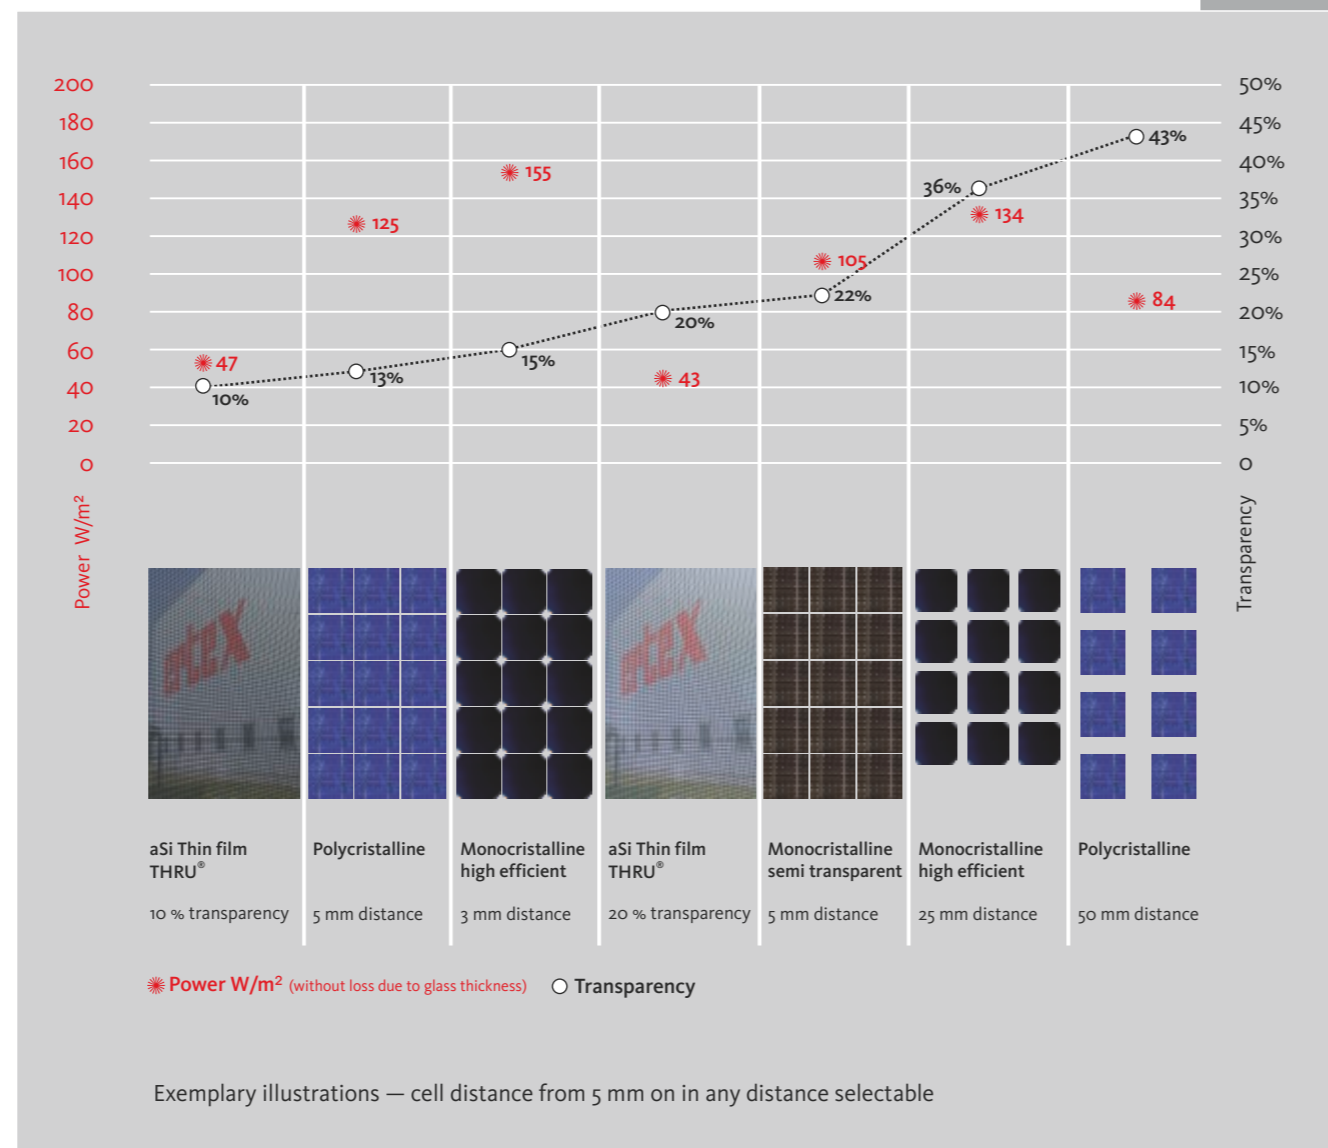 200
180
160
140
120
100
80
60
40
20
0
Power W/m²
50%
45%
40%
35%
30%
25%
20%
15%
10%
5%
0
Transparency
47
125
155
43
105
134
84
10%
13%
15%
20%
22%
36%
43%
ertex
ertex
aSi Thin film
THRU®
10 % transparency
Polycristalline
5 mm distance
Monocristalline
high efficient
3 mm distance
aSi Thin film
THRU®
20 % transparency
Monocristalline
semi transparent
5 mm distance
Monocristalline
high efficient
25 mm distance
Polycristalline
50 mm distance
Power W/m² (without loss due to glass thickness)
Transparency
Exemplary illustrations — cell distance from 5 mm on in any distance selectable